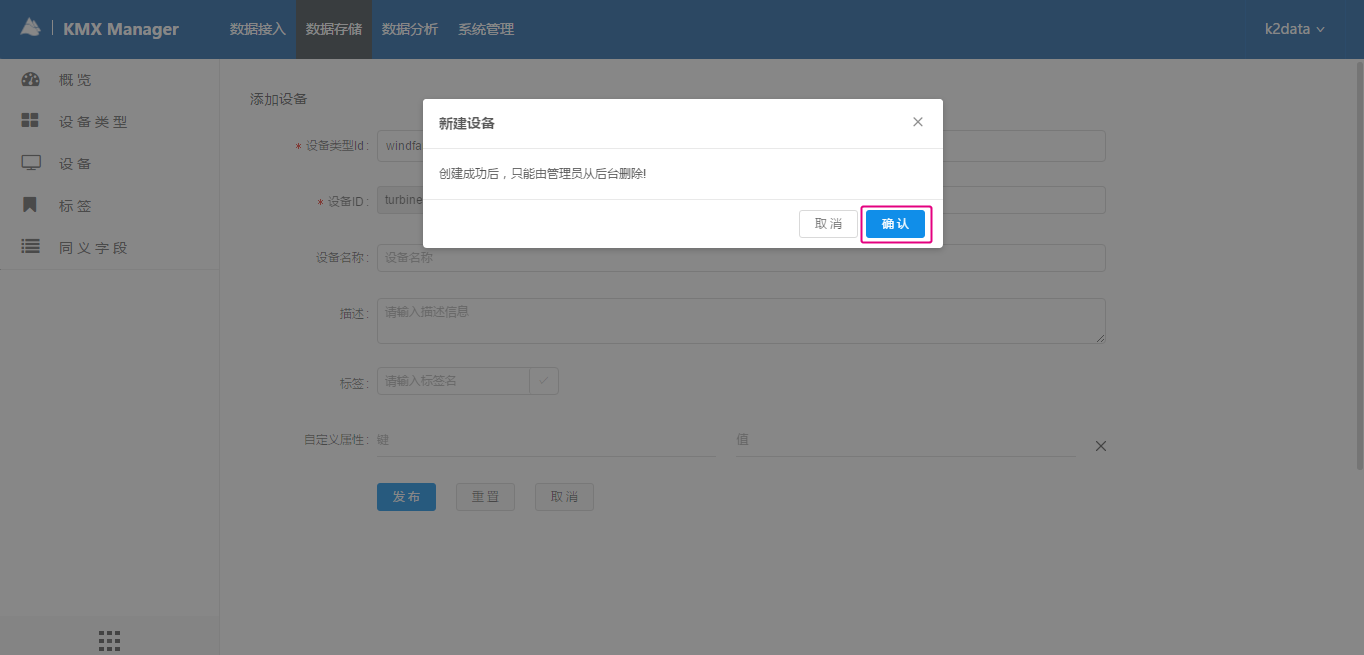 KMX Manager
数据接入
数据存储
数据分析
系统管理
k2data
概览
设备类型
设备
标签
同义字段
添加设备
新建设备
创建成功后，只能由管理员从后台删除!
取消
确认
* 设备类型Id:
windfa
* 设备ID:
turbine
设备名称:
设备名称
描述:
请输入描述信息
标签:
请输入标签名
自定义属性:
键
值
发布
重置
取消